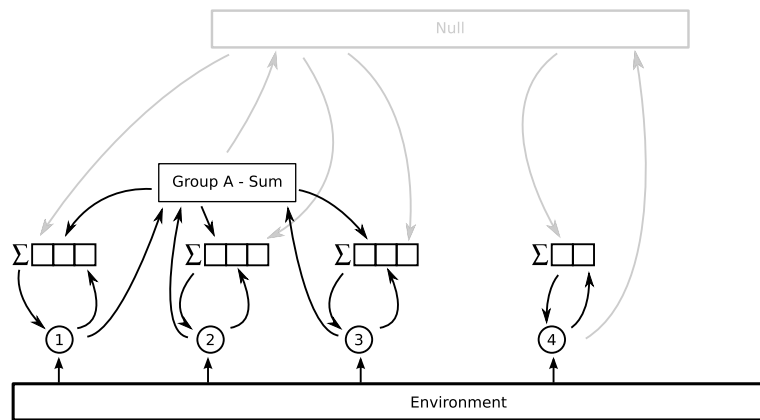 Null
Group A - Sum
Σ Σ Σ Σ
1 2 3 4
Environment